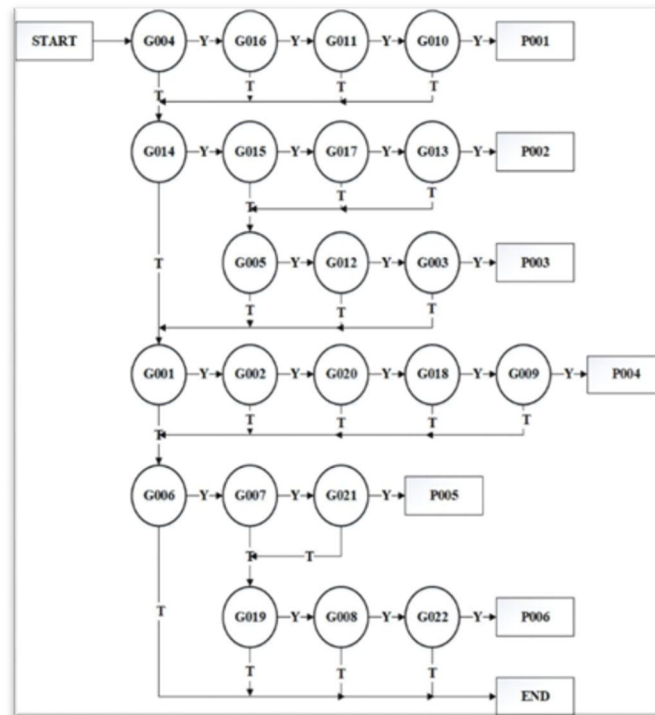 START G004 Y G016 Y G011 Y G010 Y P001
T T T T
G014 Y G015 Y G017 Y G013 Y P002
T T T
T
G005 Y G012 Y G003 Y P003
T T T
G001 Y G002 Y G020 Y G018 Y G009 Y P004
T T T T T
G006 Y G007 Y G021 Y P005
T T
T
G019 Y G008 Y G022 Y P006
T T T
END